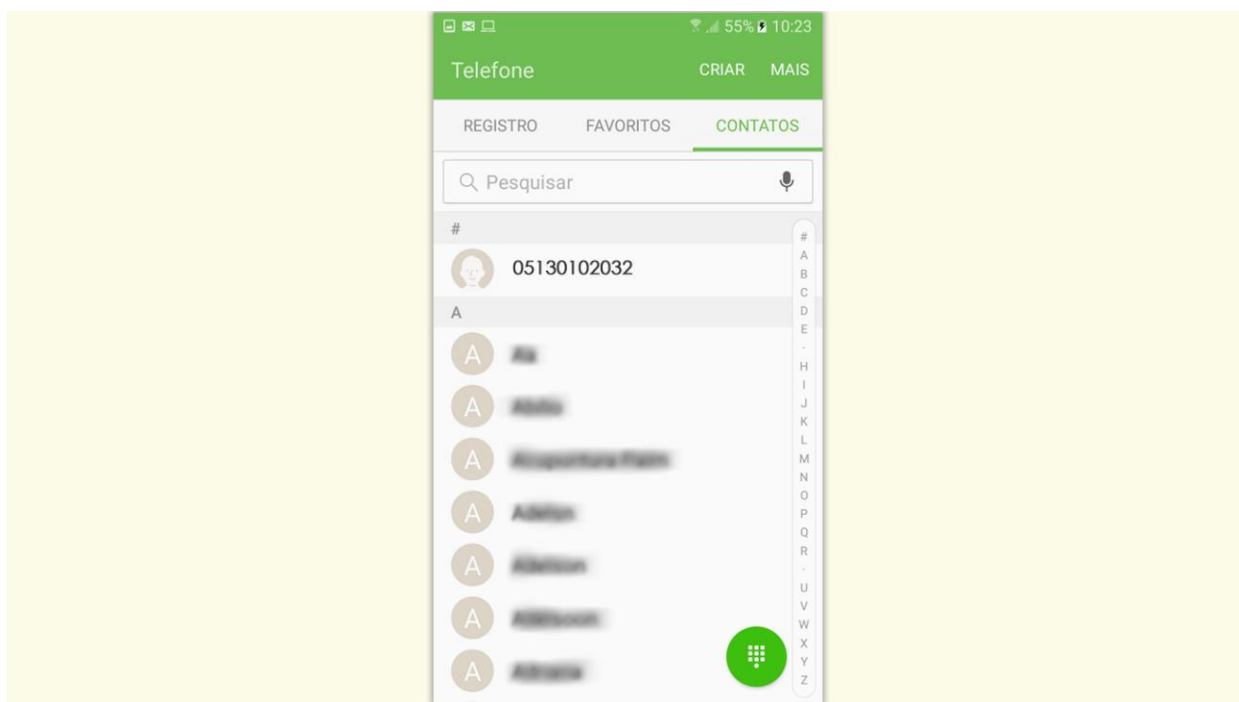 55% 10:23
Telefone CRIAR MAIS
REGISTRO FAVORITOS CONTATOS
Pesquisar
#
05130102032
A
A
A
A
A
A
A
A
#
A
B
C
D
E
.
H
I
J
K
L
M
N
O
P
Q
R
.
U
V
W
X
Y
Z